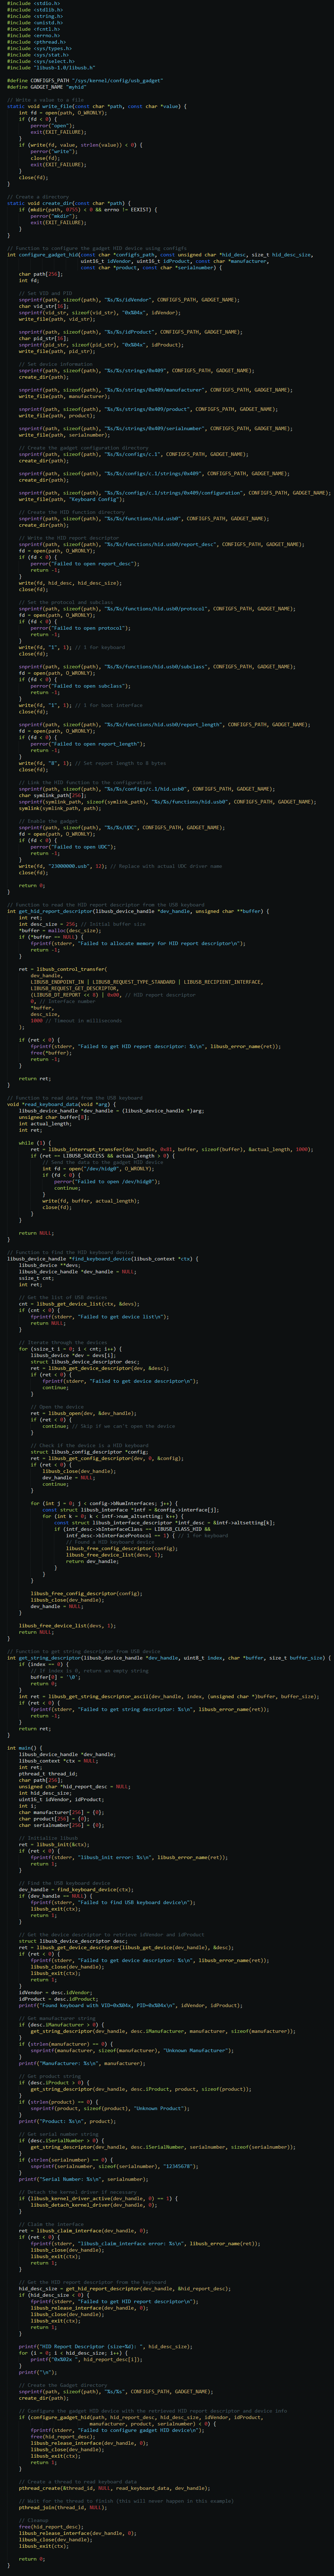 #include <stdio.h>
#include <stdlib.h>
#include <string.h>
#include <unistd.h>
#include <fcntl.h>
#include <errno.h>
#include <pthread.h>
#include <sys/types.h>
#include <sys/stat.h>
#include <sys/select.h>
#include "libusb-1.0/libusb.h"

#define CONFIGFS_PATH "/sys/kernel/config/usb_gadget"
#define GADGET_NAME "myhid"

// Write a value to a file
static void write_file(const char *path, const char *value) {
    int fd = open(path, O_WRONLY);
    if (fd < 0) {
        perror("open");
        exit(EXIT_FAILURE);
    }
    if (write(fd, value, strlen(value)) < 0) {
        perror("write");
        close(fd);
        exit(EXIT_FAILURE);
    }
    close(fd);
}

// Create a directory
static void create_dir(const char *path) {
    if (mkdir(path, 0755) < 0 && errno != EEXIST) {
        perror("mkdir");
        exit(EXIT_FAILURE);
    }
}

// Function to configure the gadget HID device using configfs
int configure_gadget_hid(const char *configfs_path, const unsigned char *hid_desc, size_t hid_desc_size,
                         uint16_t idVendor, uint16_t idProduct, const char *manufacturer,
                         const char *product, const char *serialnumber) {
    char path[256];
    int fd;

    // Set VID and PID
    snprintf(path, sizeof(path), "%s/%s/idVendor", CONFIGFS_PATH, GADGET_NAME);
    char vid_str[16];
    snprintf(vid_str, sizeof(vid_str), "0x%04x", idVendor);
    write_file(path, vid_str);

    snprintf(path, sizeof(path), "%s/%s/idProduct", CONFIGFS_PATH, GADGET_NAME);
    char pid_str[16];
    snprintf(pid_str, sizeof(pid_str), "0x%04x", idProduct);
    write_file(path, pid_str);

    // Set device information
    snprintf(path, sizeof(path), "%s/%s/strings/0x409", CONFIGFS_PATH, GADGET_NAME);
    create_dir(path);

    snprintf(path, sizeof(path), "%s/%s/strings/0x409/manufacturer", CONFIGFS_PATH, GADGET_NAME);
    write_file(path, manufacturer);

    snprintf(path, sizeof(path), "%s/%s/strings/0x409/product", CONFIGFS_PATH, GADGET_NAME);
    write_file(path, product);

    snprintf(path, sizeof(path), "%s/%s/strings/0x409/serialnumber", CONFIGFS_PATH, GADGET_NAME);
    write_file(path, serialnumber);

    // Create the gadget configuration directory
    snprintf(path, sizeof(path), "%s/%s/configs/c.1", CONFIGFS_PATH, GADGET_NAME);
    create_dir(path);

    snprintf(path, sizeof(path), "%s/%s/configs/c.1/strings/0x409", CONFIGFS_PATH, GADGET_NAME);
    create_dir(path);

    snprintf(path, sizeof(path), "%s/%s/configs/c.1/strings/0x409/configuration", CONFIGFS_PATH, GADGET_NAME);
    write_file(path, "Keyboard Config");

    // Create the HID function directory
    snprintf(path, sizeof(path), "%s/%s/functions/hid.usb0", CONFIGFS_PATH, GADGET_NAME);
    create_dir(path);

    // Write the HID report descriptor
    snprintf(path, sizeof(path), "%s/%s/functions/hid.usb0/report_desc", CONFIGFS_PATH, GADGET_NAME);
    fd = open(path, O_WRONLY);
    if (fd < 0) {
        perror("Failed to open report_desc");
        return -1;
    }
    write(fd, hid_desc, hid_desc_size);
    close(fd);

    // Set the protocol and subclass
    snprintf(path, sizeof(path), "%s/%s/functions/hid.usb0/protocol", CONFIGFS_PATH, GADGET_NAME);
    fd = open(path, O_WRONLY);
    if (fd < 0) {
        perror("Failed to open protocol");
        return -1;
    }
    write(fd, "1", 1); // 1 for keyboard
    close(fd);

    snprintf(path, sizeof(path), "%s/%s/functions/hid.usb0/subclass", CONFIGFS_PATH, GADGET_NAME);
    fd = open(path, O_WRONLY);
    if (fd < 0) {
        perror("Failed to open subclass");
        return -1;
    }
    write(fd, "1", 1); // 1 for boot interface
    close(fd);

    snprintf(path, sizeof(path), "%s/%s/functions/hid.usb0/report_length", CONFIGFS_PATH, GADGET_NAME);
    fd = open(path, O_WRONLY);
    if (fd < 0) {
        perror("Failed to open report_length");
        return -1;
    }
    write(fd, "8", 1); // Set report length to 8 bytes
    close(fd);

    // Link the HID function to the configuration
    snprintf(path, sizeof(path), "%s/%s/configs/c.1/hid.usb0", CONFIGFS_PATH, GADGET_NAME);
    char symlink_path[256];
    snprintf(symlink_path, sizeof(symlink_path), "%s/%s/functions/hid.usb0", CONFIGFS_PATH, GADGET_NAME);
    symlink(symlink_path, path);

    // Enable the gadget
    snprintf(path, sizeof(path), "%s/%s/UDC", CONFIGFS_PATH, GADGET_NAME);
    fd = open(path, O_WRONLY);
    if (fd < 0) {
        perror("Failed to open UDC");
        return -1;
    }
    write(fd, "23000000.usb", 12); // Replace with actual UDC driver name
    close(fd);

    return 0;
}

// Function to read the HID report descriptor from the USB keyboard
int get_hid_report_descriptor(libusb_device_handle *dev_handle, unsigned char **buffer) {
    int ret;
    int desc_size = 256; // Initial buffer size
    *buffer = malloc(desc_size);
    if (*buffer == NULL) {
        fprintf(stderr, "Failed to allocate memory for HID report descriptor\n");
        return -1;
    }

    ret = libusb_control_transfer(
        dev_handle,
        LIBUSB_ENDPOINT_IN | LIBUSB_REQUEST_TYPE_STANDARD | LIBUSB_RECIPIENT_INTERFACE,
        LIBUSB_REQUEST_GET_DESCRIPTOR,
        (LIBUSB_DT_REPORT << 8) | 0x00, // HID report descriptor
        0, // Interface number
        *buffer,
        desc_size,
        1000 // Timeout in milliseconds
    );

    if (ret < 0) {
        fprintf(stderr, "Failed to get HID report descriptor: %s\n", libusb_error_name(ret));
        free(*buffer);
        return -1;
    }

    return ret;
}

// Function to read data from the USB keyboard
void *read_keyboard_data(void *arg) {
    libusb_device_handle *dev_handle = (libusb_device_handle *)arg;
    unsigned char buffer[8];
    int actual_length;
    int ret;

    while (1) {
        ret = libusb_interrupt_transfer(dev_handle, 0x81, buffer, sizeof(buffer), &actual_length, 1000);
        if (ret == LIBUSB_SUCCESS && actual_length > 0) {
            // Send the data to the gadget HID device
            int fd = open("/dev/hidg0", O_WRONLY);
            if (fd < 0) {
                perror("Failed to open /dev/hidg0");
                continue;
            }
            write(fd, buffer, actual_length);
            close(fd);
        }
    }

    return NULL;
}

// Function to find the HID keyboard device
libusb_device_handle *find_keyboard_device(libusb_context *ctx) {
    libusb_device **devs;
    libusb_device_handle *dev_handle = NULL;
    ssize_t cnt;
    int ret;

    // Get the list of USB devices
    cnt = libusb_get_device_list(ctx, &devs);
    if (cnt < 0) {
        fprintf(stderr, "Failed to get device list\n");
        return NULL;
    }

    // Iterate through the devices
    for (ssize_t i = 0; i < cnt; i++) {
        libusb_device *dev = devs[i];
        struct libusb_device_descriptor desc;
        ret = libusb_get_device_descriptor(dev, &desc);
        if (ret < 0) {
            fprintf(stderr, "Failed to get device descriptor\n");
            continue;
        }

        // Open the device
        ret = libusb_open(dev, &dev_handle);
        if (ret < 0) {
            continue; // Skip if we can't open the device
        }

        // Check if the device is a HID keyboard
        struct libusb_config_descriptor *config;
        ret = libusb_get_config_descriptor(dev, 0, &config);
        if (ret < 0) {
            libusb_close(dev_handle);
            dev_handle = NULL;
            continue;
        }

        for (int j = 0; j < config->bNumInterfaces; j++) {
            const struct libusb_interface *intf = &config->interface[j];
            for (int k = 0; k < intf->num_altsetting; k++) {
                const struct libusb_interface_descriptor *intf_desc = &intf->altsetting[k];
                if (intf_desc->bInterfaceClass == LIBUSB_CLASS_HID &&
                    intf_desc->bInterfaceProtocol == 1) { // 1 for keyboard
                    // Found a HID keyboard device
                    libusb_free_config_descriptor(config);
                    libusb_free_device_list(devs, 1);
                    return dev_handle;
                }
            }
        }

        libusb_free_config_descriptor(config);
        libusb_close(dev_handle);
        dev_handle = NULL;
    }

    libusb_free_device_list(devs, 1);
    return NULL;
}

// Function to get string descriptor from USB device
int get_string_descriptor(libusb_device_handle *dev_handle, uint8_t index, char *buffer, size_t buffer_size) {
    if (index == 0) {
        // If index is 0, return an empty string
        buffer[0] = '\0';
        return 0;
    }
    int ret = libusb_get_string_descriptor_ascii(dev_handle, index, (unsigned char *)buffer, buffer_size);
    if (ret < 0) {
        fprintf(stderr, "Failed to get string descriptor: %s\n", libusb_error_name(ret));
        return -1;
    }
    return ret;
}

int main() {
    libusb_device_handle *dev_handle;
    libusb_context *ctx = NULL;
    int ret;
    pthread_t thread_id;
    char path[256];
    unsigned char *hid_report_desc = NULL;
    int hid_desc_size;
    uint16_t idVendor, idProduct;
    int i;
    char manufacturer[256] = {0};
    char product[256] = {0};
    char serialnumber[256] = {0};

    // Initialize libusb
    ret = libusb_init(&ctx);
    if (ret < 0) {
        fprintf(stderr, "libusb_init error: %s\n", libusb_error_name(ret));
        return 1;
    }

    // Find the USB keyboard device
    dev_handle = find_keyboard_device(ctx);
    if (dev_handle == NULL) {
        fprintf(stderr, "Failed to find USB keyboard device\n");
        libusb_exit(ctx);
        return 1;
    }

    // Get the device descriptor to retrieve idVendor and idProduct
    struct libusb_device_descriptor desc;
    ret = libusb_get_device_descriptor(libusb_get_device(dev_handle), &desc);
    if (ret < 0) {
        fprintf(stderr, "Failed to get device descriptor: %s\n", libusb_error_name(ret));
        libusb_close(dev_handle);
        libusb_exit(ctx);
        return 1;
    }
    idVendor = desc.idVendor;
    idProduct = desc.idProduct;
    printf("Found keyboard with VID=0x%04x, PID=0x%04x\n", idVendor, idProduct);

    // Get manufacturer string
    if (desc.iManufacturer > 0) {
        get_string_descriptor(dev_handle, desc.iManufacturer, manufacturer, sizeof(manufacturer));
    }
    if (strlen(manufacturer) == 0) {
        snprintf(manufacturer, sizeof(manufacturer), "Unknown Manufacturer");
    }
    printf("Manufacturer: %s\n", manufacturer);

    // Get product string
    if (desc.iProduct > 0) {
        get_string_descriptor(dev_handle, desc.iProduct, product, sizeof(product));
    }
    if (strlen(product) == 0) {
        snprintf(product, sizeof(product), "Unknown Product");
    }
    printf("Product: %s\n", product);

    // Get serial number string
    if (desc.iSerialNumber > 0) {
        get_string_descriptor(dev_handle, desc.iSerialNumber, serialnumber, sizeof(serialnumber));
    }
    if (strlen(serialnumber) == 0) {
        snprintf(serialnumber, sizeof(serialnumber), "12345678");
    }
    printf("Serial Number: %s\n", serialnumber);

    // Detach the kernel driver if necessary
    if (libusb_kernel_driver_active(dev_handle, 0) == 1) {
        libusb_detach_kernel_driver(dev_handle, 0);
    }

    // Claim the interface
    ret = libusb_claim_interface(dev_handle, 0);
    if (ret < 0) {
        fprintf(stderr, "libusb_claim_interface error: %s\n", libusb_error_name(ret));
        libusb_close(dev_handle);
        libusb_exit(ctx);
        return 1;
    }

    // Get the HID report descriptor from the keyboard
    hid_desc_size = get_hid_report_descriptor(dev_handle, &hid_report_desc);
    if (hid_desc_size < 0) {
        fprintf(stderr, "Failed to get HID report descriptor\n");
        libusb_release_interface(dev_handle, 0);
        libusb_close(dev_handle);
        libusb_exit(ctx);
        return 1;
    }

    printf("HID Report Descriptor (size=%d): ", hid_desc_size);
    for (i = 0; i < hid_desc_size; i++) {
        printf("0x%02x ", hid_report_desc[i]);
    }
    printf("\n");

    // Create the Gadget directory
    snprintf(path, sizeof(path), "%s/%s", CONFIGFS_PATH, GADGET_NAME);
    create_dir(path);

    // Configure the gadget HID device with the retrieved HID report descriptor and device info
    if (configure_gadget_hid(path, hid_report_desc, hid_desc_size, idVendor, idProduct,
                             manufacturer, product, serialnumber) < 0) {
        fprintf(stderr, "Failed to configure gadget HID device\n");
        free(hid_report_desc);
        libusb_release_interface(dev_handle, 0);
        libusb_close(dev_handle);
        libusb_exit(ctx);
        return 1;
    }

    // Create a thread to read keyboard data
    pthread_create(&thread_id, NULL, read_keyboard_data, dev_handle);

    // Wait for the thread to finish (this will never happen in this example)
    pthread_join(thread_id, NULL);

    // Cleanup
    free(hid_report_desc);
    libusb_release_interface(dev_handle, 0);
    libusb_close(dev_handle);
    libusb_exit(ctx);

    return 0;
}